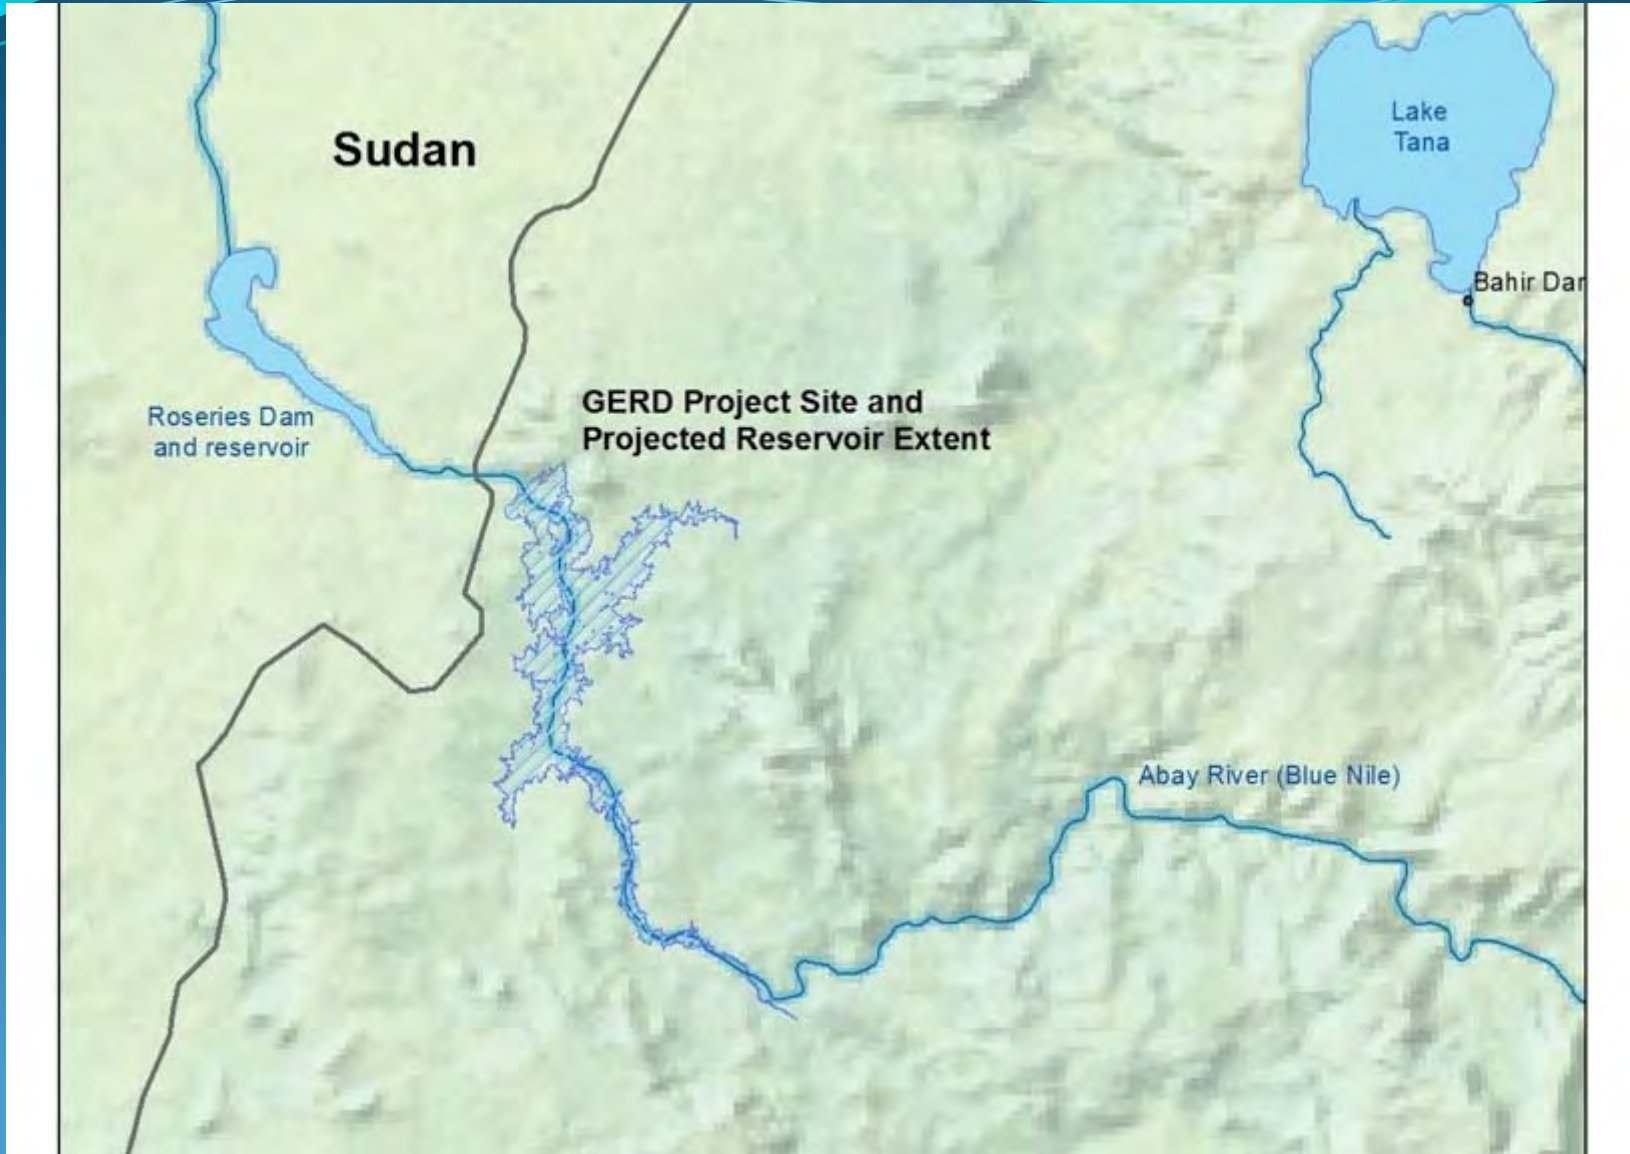 Lake
Tana
Sudan
Bahir Dar
GERD Project Site and
Projected Reservoir Extent
Roseries Dam
and reservoir
Abay River (Blue Nile)